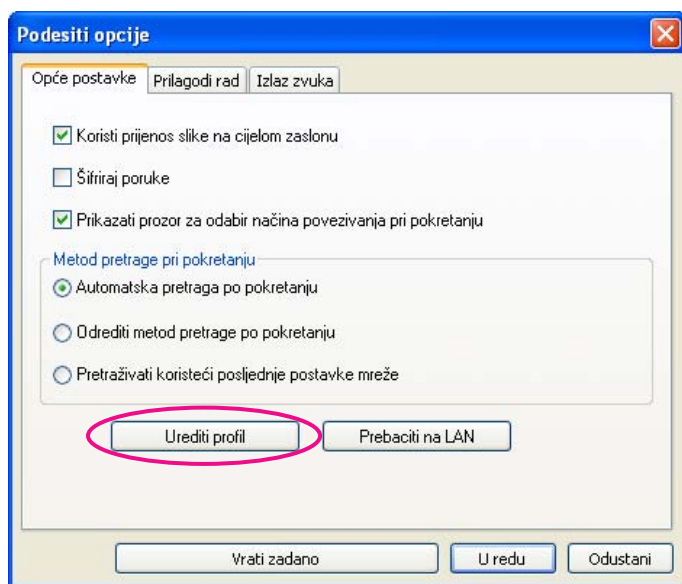 Podesiti opcije
Opće postavke Prilagodi rad Izlaz zvuka
Koristi prijenos slike na cijelom zaslonu
Šifriraj poruke
Prikazati prozor za odabir načina povezivanja pri pokretanju
Metod pretrage pri pokretanju
Automatska pretraga po pokretanju
Odrediti metod pretrage po pokretanju
Pretraživati koristeći posljednje postavke mreže
Urediti profil Prebaciti na LAN
Vrati zadano U redu Odustani